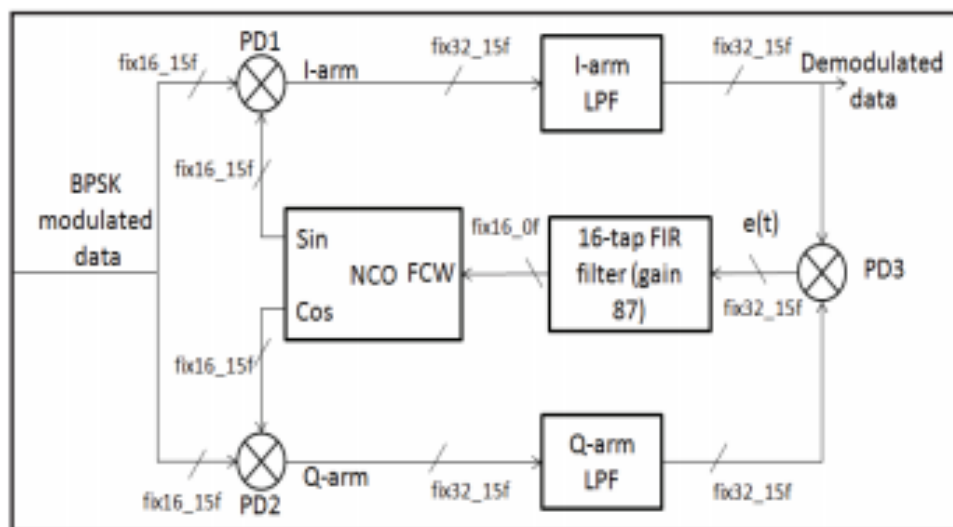 PD1
fix16_15f
I-arm
fix32_15f
I-arm
LPF
fix32_15f
Demodulated
data
fix16_15f
BPSK
modulated
data
Sin
NCO FCW
Cos
fix16_0f
16-tap FIR
filter (gain
87)
e(t)
fix32_15f
PD3
fix16_15f
fix16_15f
PD2
Q-arm
fix32_15f
Q-arm
LPF
fix32_15f